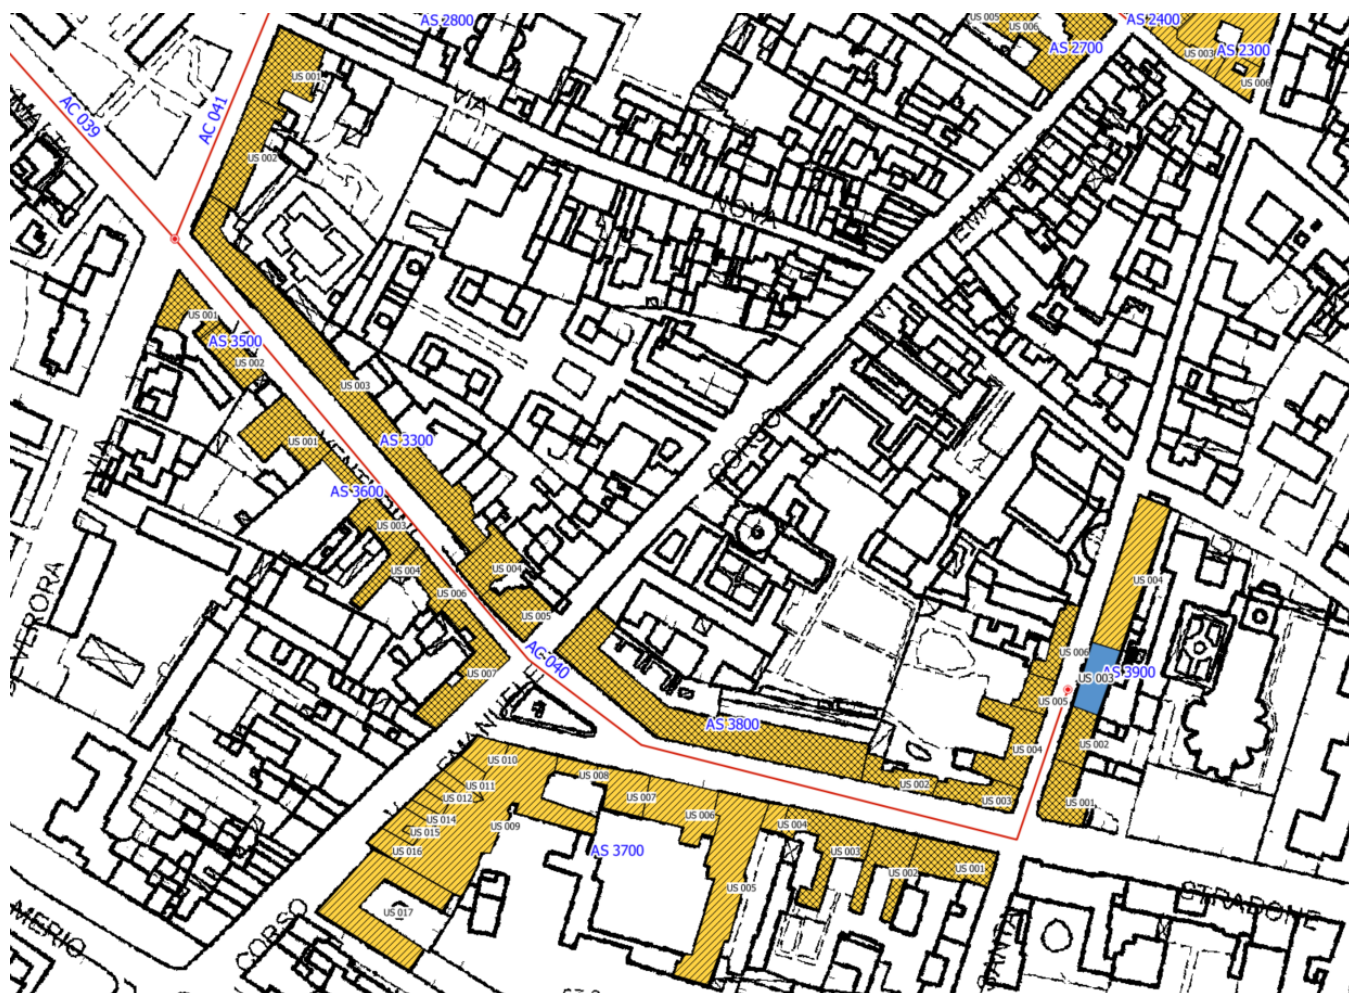 AS 2800
AS 2400
US 005
US 006
AS 2700
US 003
AS 2300
US 006
US 001
AC 039
AC 041
VIA
US 002
NOVA
EMANUELE
US 001
AS 3500
US 002
US 003
AS 3300
CORSO
US 001
VIA
AS 3600
US 003
US 004
US 004
US 006
US 005
US 004
US 007
AC 040
US 006
AS 3900
US 003
US 005
EMANUELE
AS 3800
US 002
US 004
US 010
US 008
US 011
US 012
US 007
US 002
US 003
US 001
US 014
US 006
US 015
US 009
US 004
US 016
AS 3700
US 003
US 002
US 001
US 005
US 017
CORSO
STRADONE
MERIO